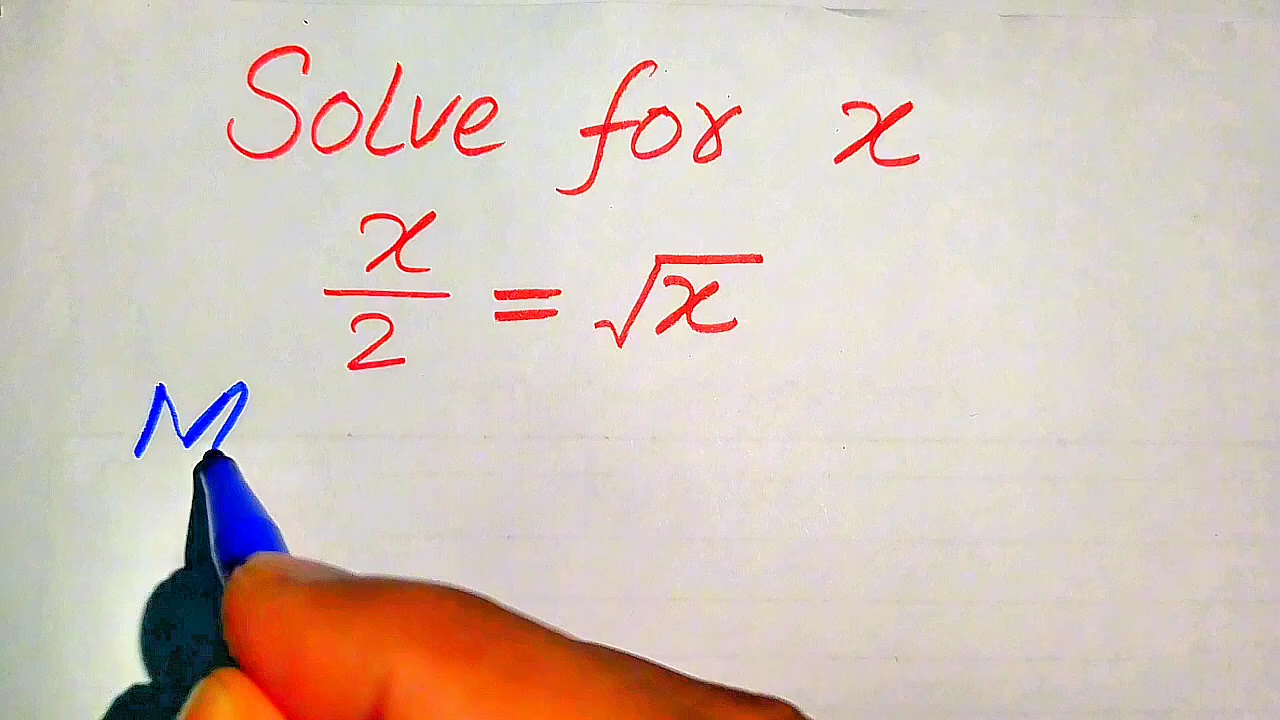 Solve for x
x/2 = √x
M